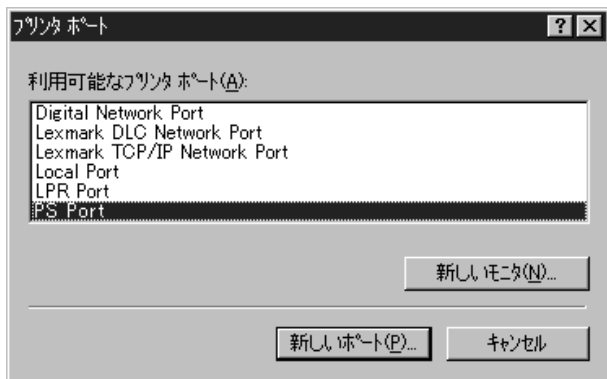 プリンタ ポート
利用可能なプリンタ ポート(A):
Digital Network Port
Lexmark DLC Network Port
Lexmark TCP/IP Network Port
Local Port
LPR Port
PS Port
新しいモニタ(N)...
新しいポート(P)...
キャンセル